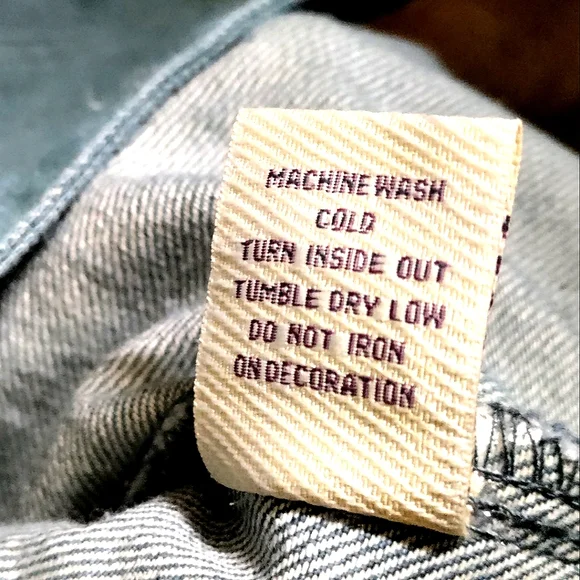 MACHINE WASH
COLD
TURN INSIDE OUT
TUMBLE DRY LOW
DO NOT IRON
ON DECORATION